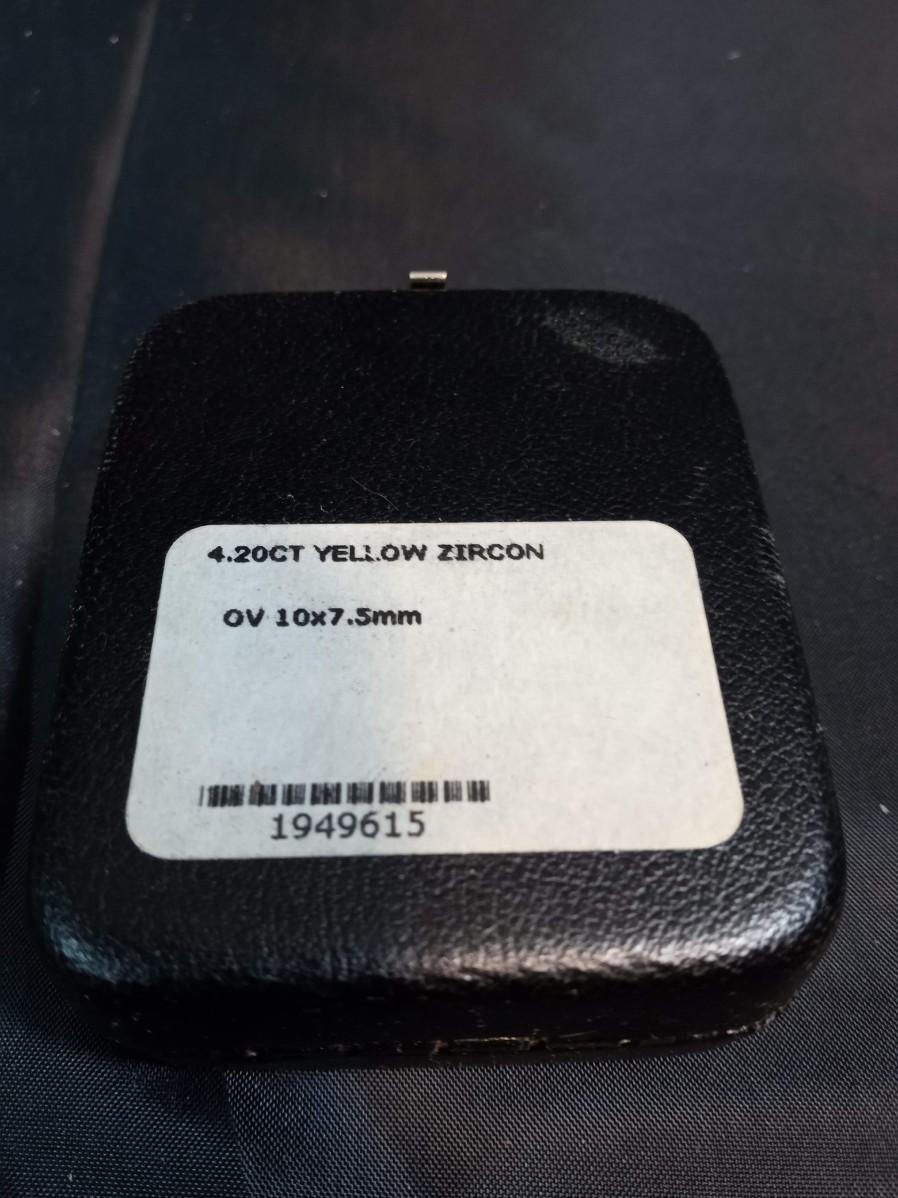 4.20CT YELLOW ZIRCON
OV 10x7.5mm
1949615